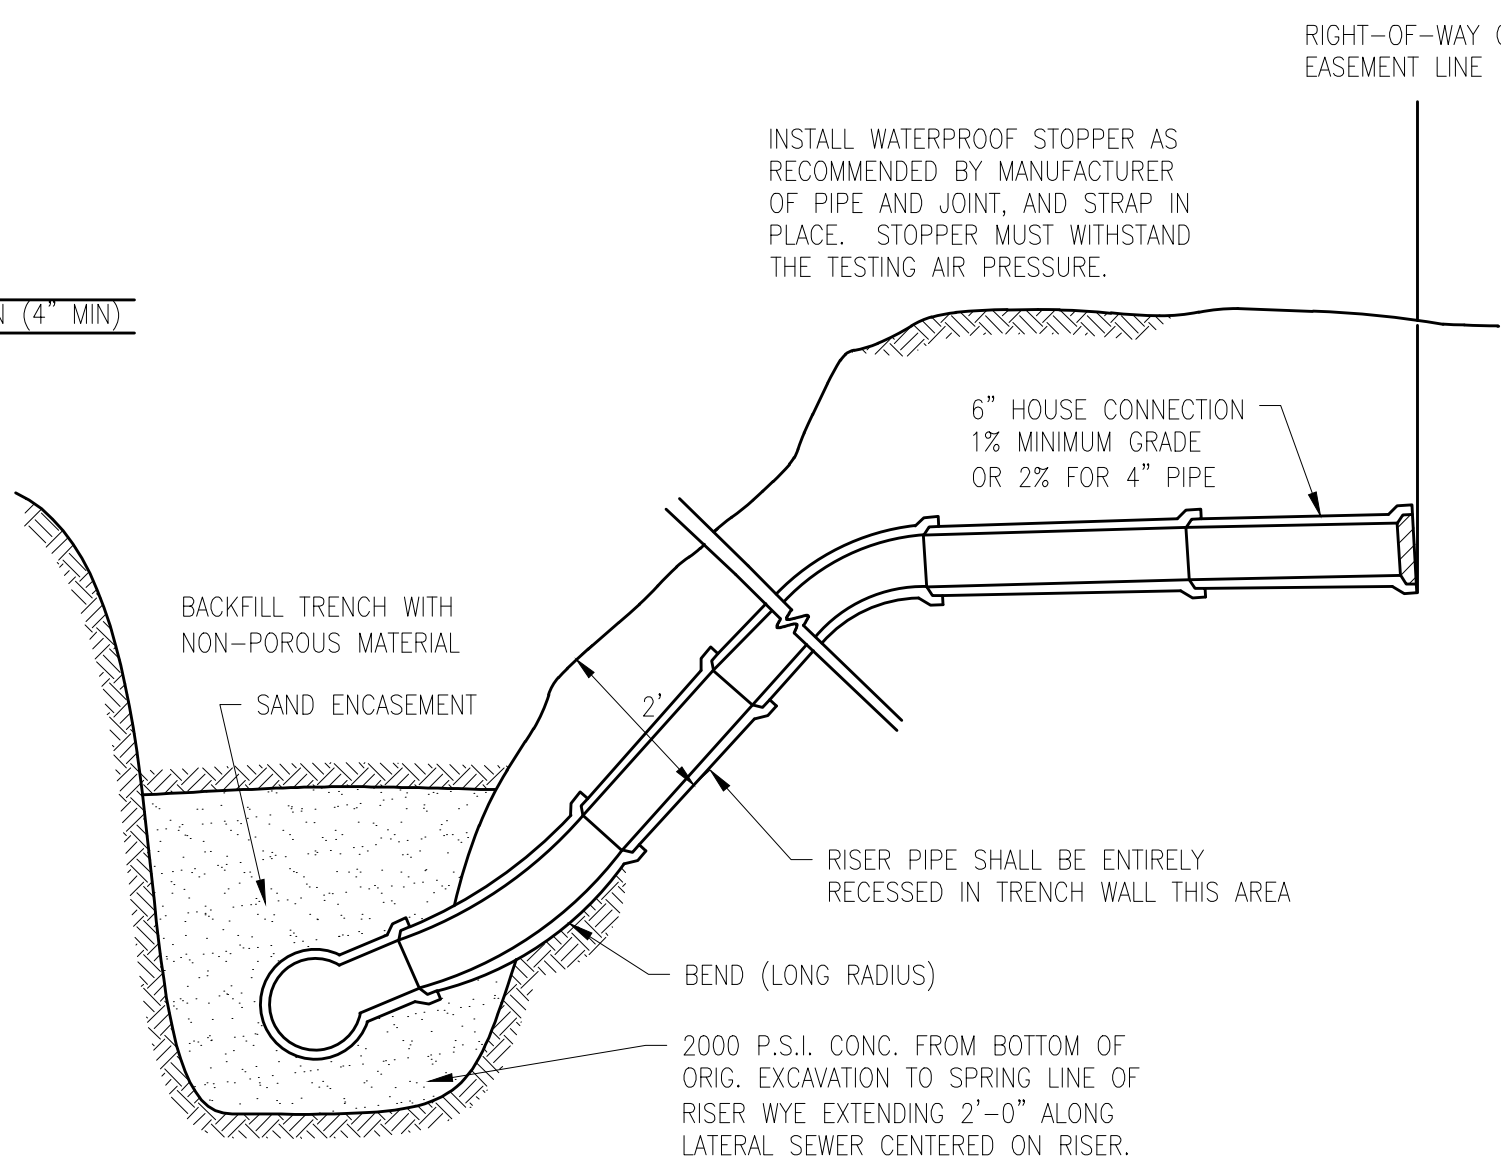 RIGHT-OF-WAY
EASEMENT LINE
INSTALL WATERPROOF STOPPER AS
RECOMMENDED BY MANUFACTURER
OF PIPE AND JOINT, AND STRAP IN
PLACE. STOPPER MUST WITHSTAND
THE TESTING AIR PRESSURE.
(4" MIN)
6" HOUSE CONNECTION
1% MINIMUM GRADE
OR 2% FOR 4" PIPE
BACKFILL TRENCH WITH
NON-POROUS MATERIAL
SAND ENCASEMENT
2'
RISER PIPE SHALL BE ENTIRELY
RECESSED IN TRENCH WALL THIS AREA
BEND (LONG RADIUS)
2000 P.S.I. CONC. FROM BOTTOM OF
ORIG. EXCAVATION TO SPRING LINE OF
RISER WYE EXTENDING 2'-0" ALONG
LATERAL SEWER CENTERED ON RISER.